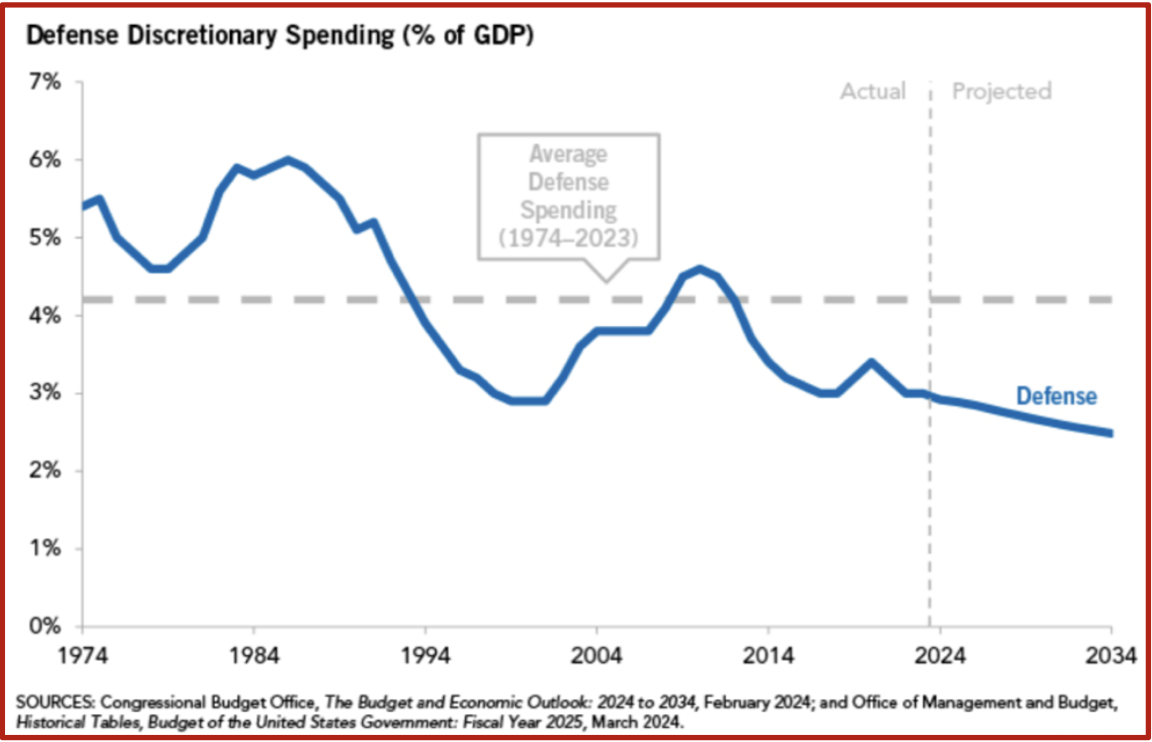 Defense Discretionary Spending (% of GDP)
7%
Actual
Projected
6%
Average
Defense
Spending
(1974–2023)
5%
4%
3%
Defense
2%
1%
0%
1974
1984
1994
2004
2014
2024
2034
SOURCES: Congressional Budget Office, The Budget and Economic Outlook: 2024 to 2034, February 2024; and Office of Management and Budget,
Historical Tables, Budget of the United States Government: Fiscal Year 2025, March 2024.